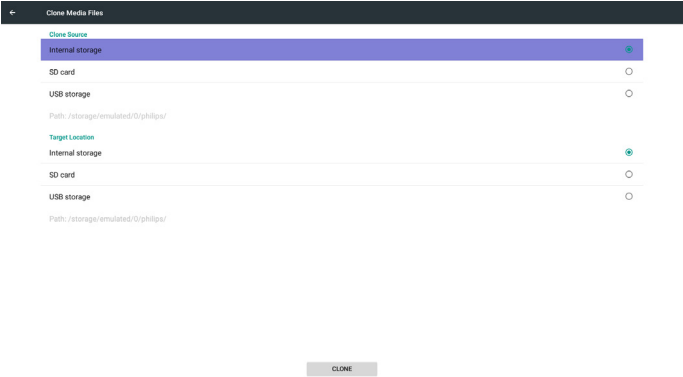 Clone Media Files
Clone Source
Internal storage
SD card
USB storage
Path: /storage/emulated/0/philips/
Target Location
Internal storage
SD card
USB storage
Path: /storage/emulated/0/philips/
CLONE